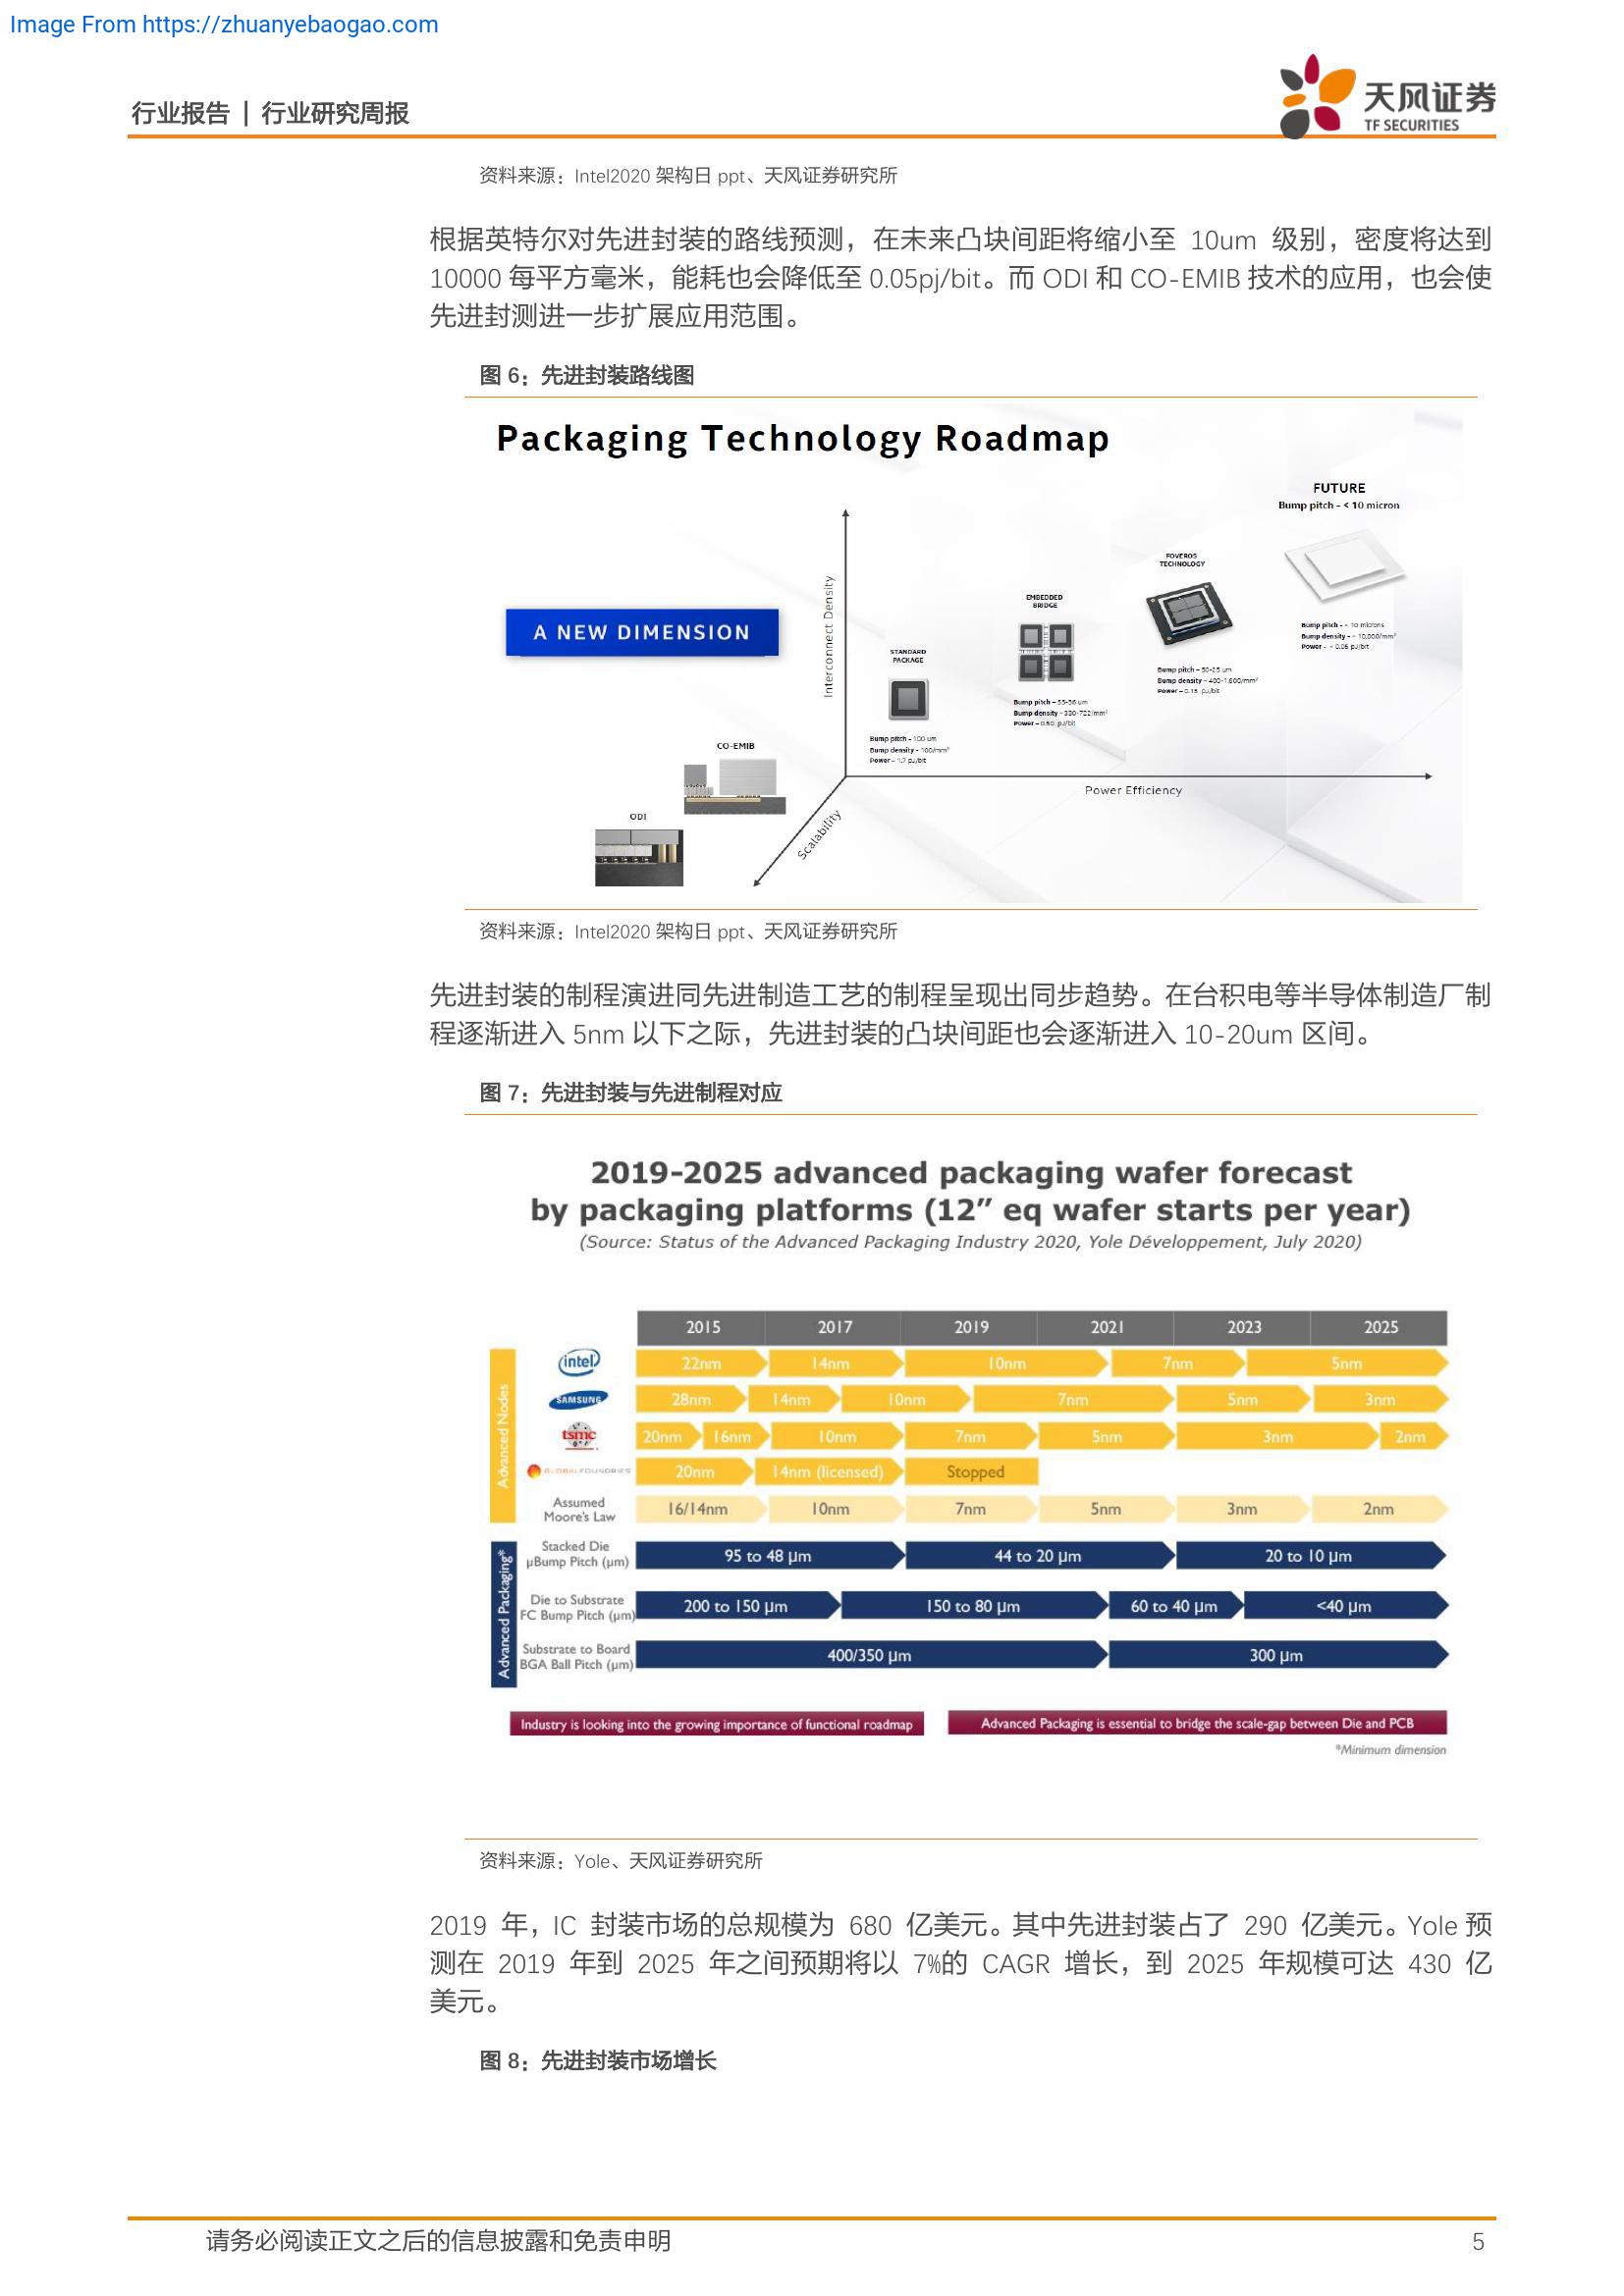 Image From https://zhuanyebaogao.com
行业报告 | 行业研究周报
天风证券
TF SECURITIES
资料来源：Intel2020 架构日 ppt、天风证券研究所
根据英特尔对先进封装的路线预测，在未来凸块间距将缩小至 10um 级别，密度将达到
10000 每平方毫米，能耗也会降低至 0.05pj/bit。而 ODI 和 CO-EMIB 技术的应用，也会使
先进封测进一步扩展应用范围。
图 6：先进封装路线图
Packaging Technology Roadmap
FUTURE
Bump pitch - < 10 micron
FOVEROS
TECHNOLOGY
EMBEDDED
BRIDGE
Interconnect Density
A NEW DIMENSION
Bump pitch - < 10 microns
Bump density - > 10,000/mm²
Power - < 0.05 pJ/bit
STANDARD
PACKAGE
Bump pitch – 50-25 um
Bump density – 400-1,600/mm²
Power – 0.15 pJ/bit
Bump pitch – 55-36 um
Bump density – 330-722/mm²
Power – 0.50 pJ/bit
Bump pitch – 100 um
Bump density – 100/mm²
Power – 1.7 pJ/bit
CO-EMIB
Power Efficiency
ODI
Scalability
资料来源：Intel2020 架构日 ppt、天风证券研究所
先进封装的制程演进同先进制造工艺的制程呈现出同步趋势。在台积电等半导体制造厂制
程逐渐进入 5nm 以下之际，先进封装的凸块间距也会逐渐进入 10-20um 区间。
图 7：先进封装与先进制程对应
2019-2025 advanced packaging wafer forecast
by packaging platforms (12” eq wafer starts per year)
(Source: Status of the Advanced Packaging Industry 2020, Yole Développement, July 2020)
2015 2017 2019 2021 2023 2025
Advanced Nodes
intel 22nm 14nm 10nm 7nm 5nm
SAMSUNG 28nm 14nm 10nm 7nm 5nm 3nm
tsmc 20nm 16nm 10nm 7nm 5nm 3nm 2nm
GLOBALFOUNDRIES 20nm 14nm (licensed) Stopped
Assumed
Moore's Law 16/14nm 10nm 7nm 5nm 3nm 2nm
Advanced Packaging*
Stacked Die
µBump Pitch (µm) 95 to 48 µm 44 to 20 µm 20 to 10 µm
Die to Substrate
FC Bump Pitch (µm) 200 to 150 µm 150 to 80 µm 60 to 40 µm <40 µm
Substrate to Board
BGA Ball Pitch (µm) 400/350 µm 300 µm
Industry is looking into the growing importance of functional roadmap
Advanced Packaging is essential to bridge the scale-gap between Die and PCB
*Minimum dimension
资料来源：Yole、天风证券研究所
2019 年，IC 封装市场的总规模为 680 亿美元。其中先进封装占了 290 亿美元。Yole 预
测在 2019 年到 2025 年之间预期将以 7%的 CAGR 增长，到 2025 年规模可达 430 亿
美元。
图 8：先进封装市场增长
请务必阅读正文之后的信息披露和免责申明
5